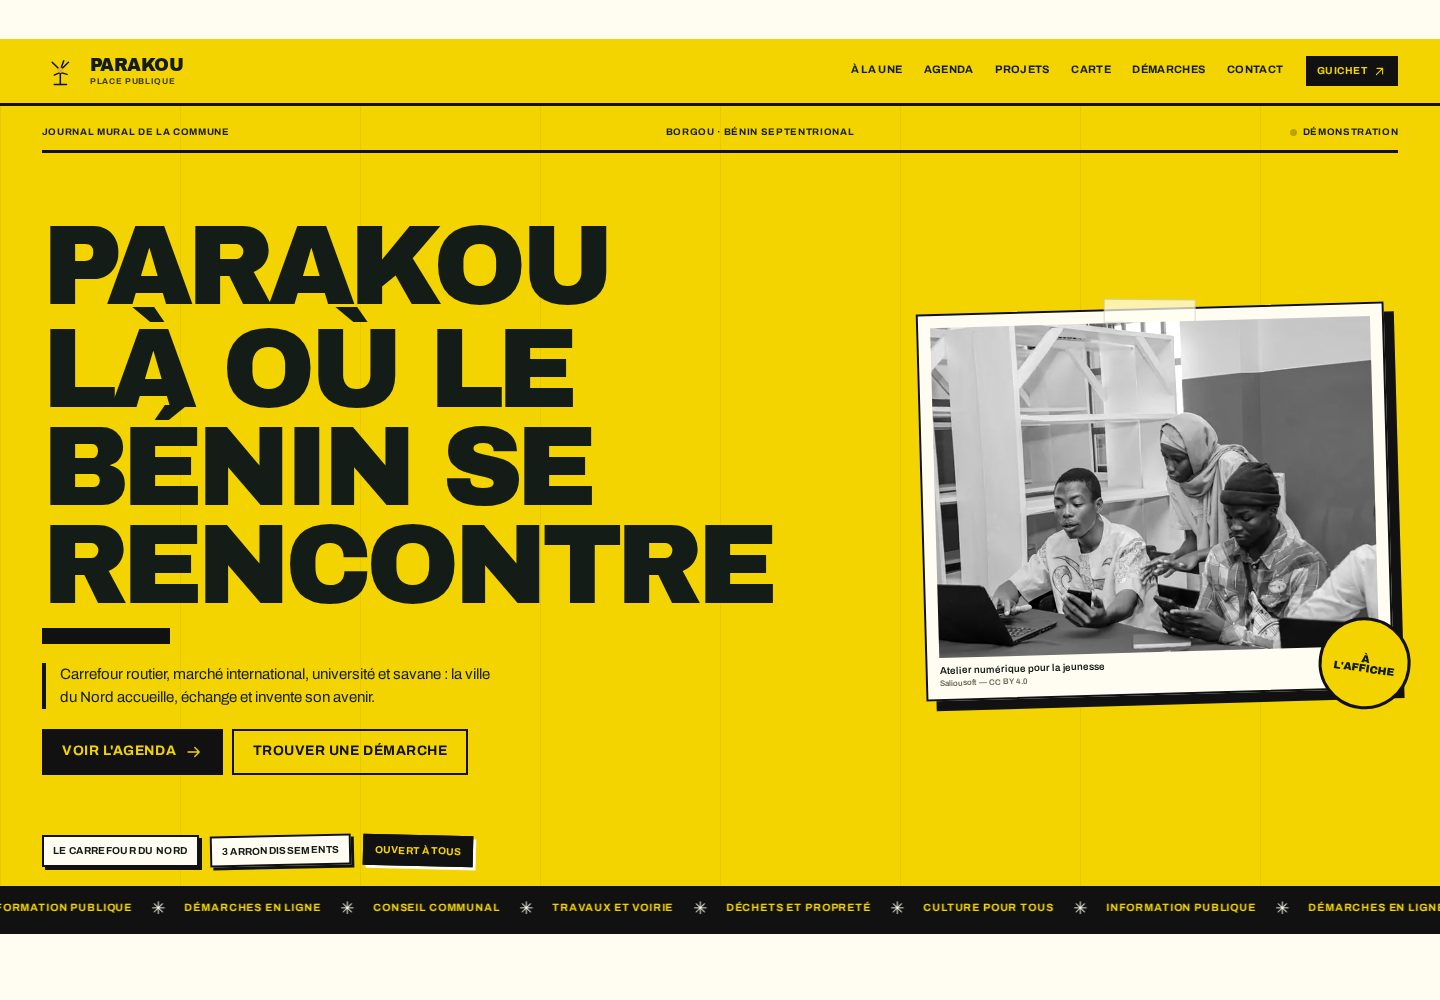 PARAKOU
PLACE PUBLIQUE
À LA UNE
AGENDA
PROJETS
CARTE
DÉMARCHES
CONTACT
GUICHET
JOURNAL MURAL DE LA COMMUNE
BORGOU · BÉNIN SEPTENTRIONAL
DÉMONSTRATION
PARAKOU
LÀ OÙ LE
BÉNIN SE
RENCONTRE
Carrefour routier, marché international, université et savane : la ville
du Nord accueille, échange et invente son avenir.
VOIR L'AGENDA
TROUVER UNE DÉMARCHE
Atelier numérique pour la jeunesse
Saliousoft — CC BY 4.0
À
L'AFFICHE
LE CARREFOUR DU NORD
3 ARRONDISSEMENTS
OUVERT À TOUS
FORMATION PUBLIQUE
DÉMARCHES EN LIGNE
CONSEIL COMMUNAL
TRAVAUX ET VOIRIE
DÉCHETS ET PROPRETÉ
CULTURE POUR TOUS
INFORMATION PUBLIQUE
DÉMARCHES EN LIGNE